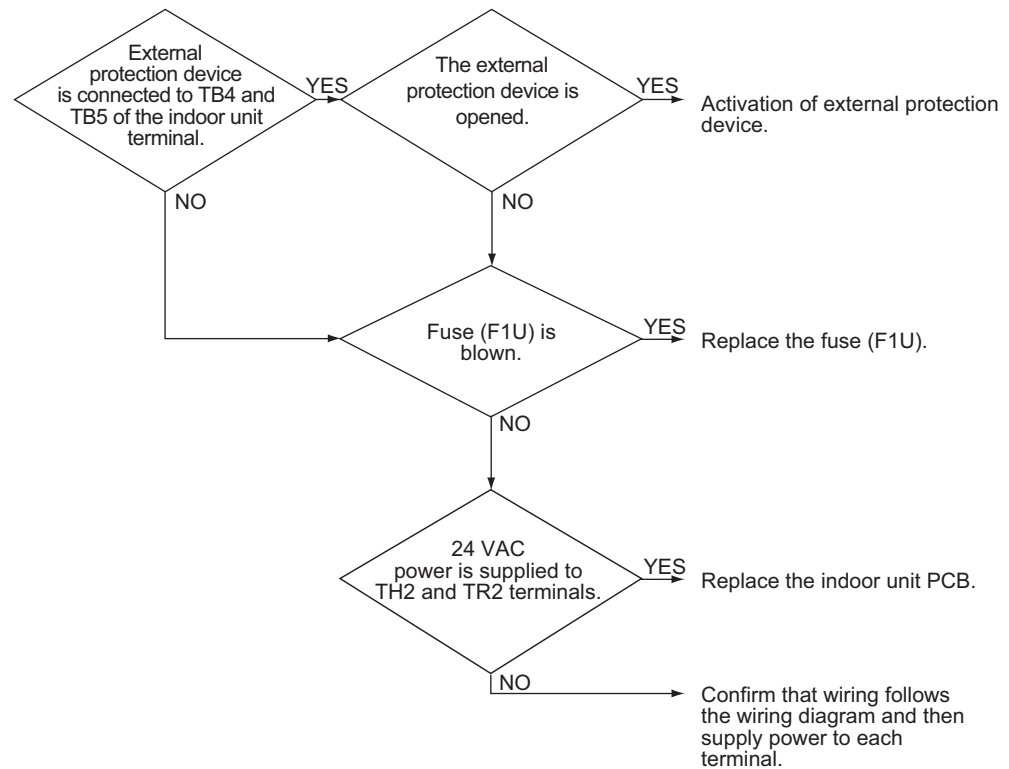 External
protection device
is connected to TB4 and
TB5 of the indoor unit
terminal.
YES
The external
protection device is
opened.
YES
Activation of external protection
device.
NO
NO
Fuse (F1U) is
blown.
YES
Replace the fuse (F1U).
NO
24 VAC
power is supplied to
TH2 and TR2 terminals.
YES
Replace the indoor unit PCB.
NO
Confirm that wiring follows
the wiring diagram and then
supply power to each
terminal.